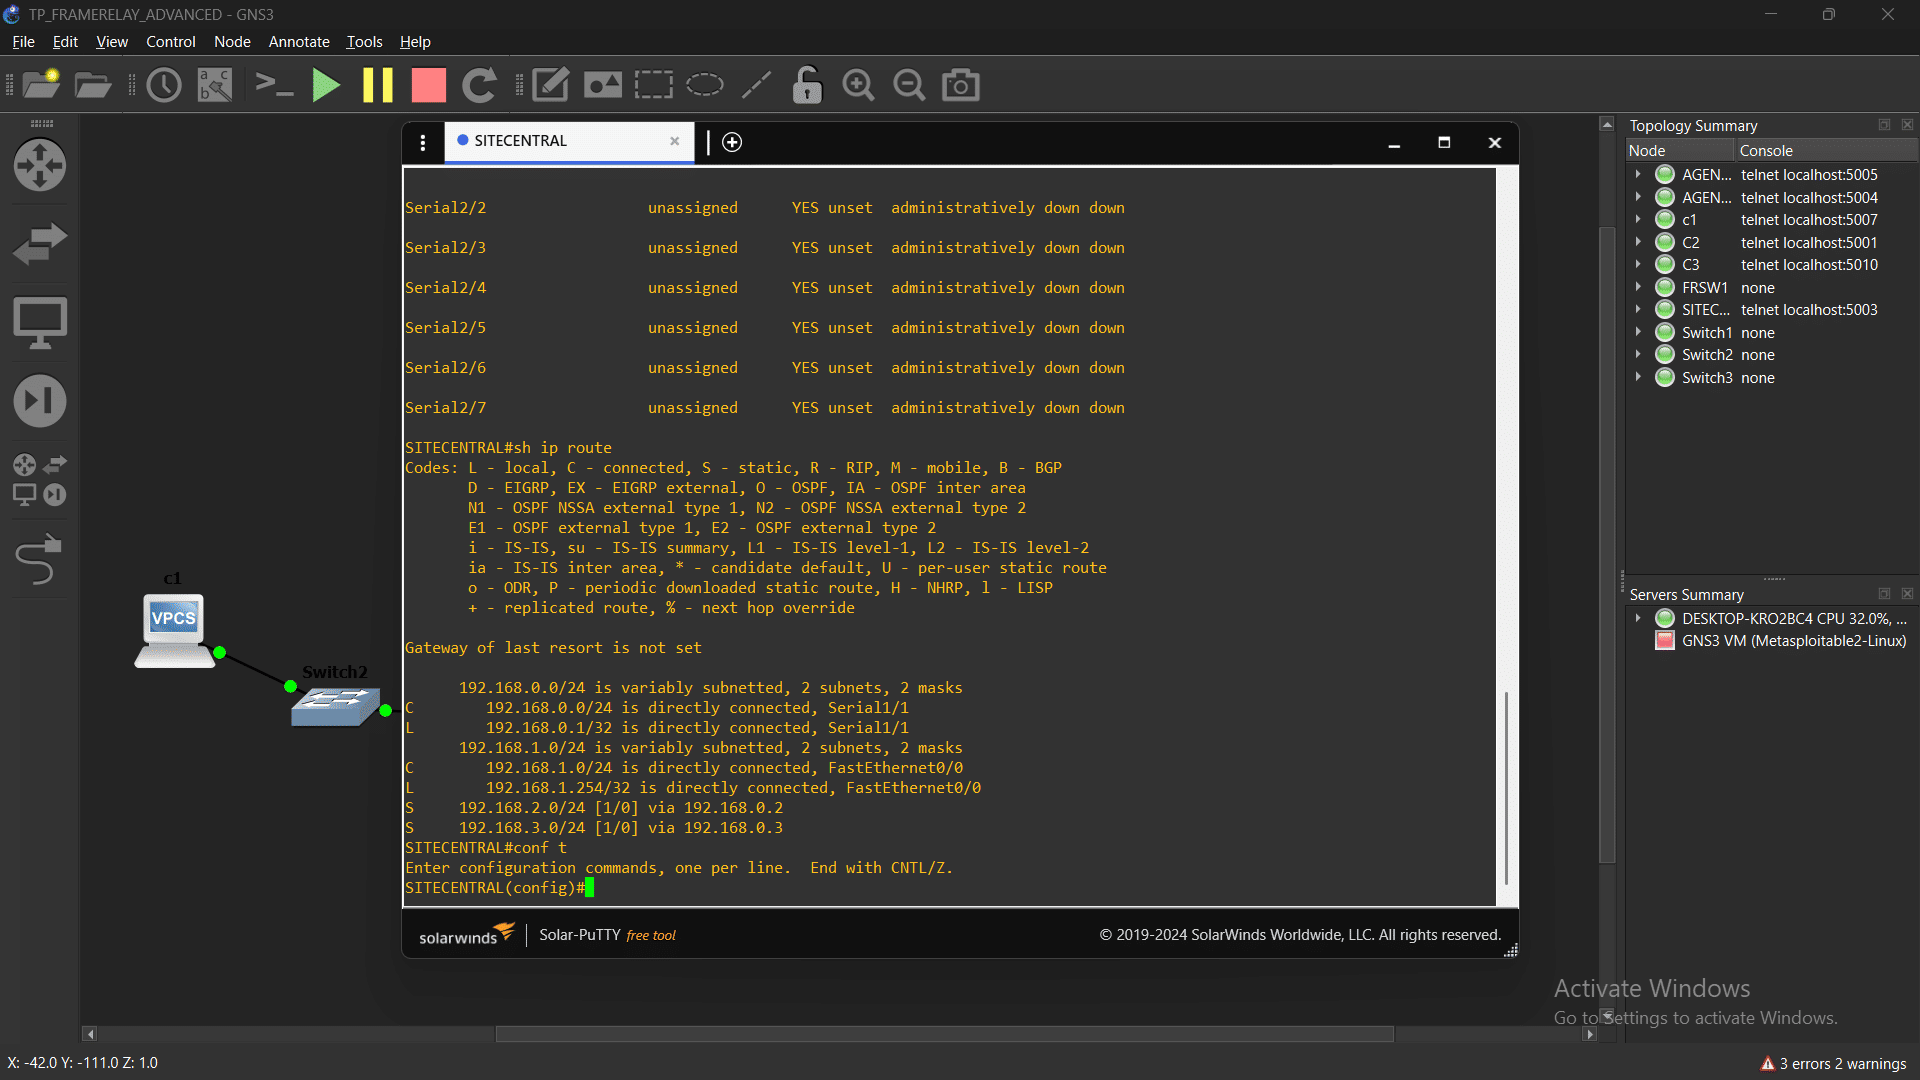 TP_FRAMERELAY_ADVANCED - GNS3
File Edit View Control Node Annotate Tools Help
SITECENTRAL
Serial2/2 unassigned YES unset administratively down down
Serial2/3 unassigned YES unset administratively down down
Serial2/4 unassigned YES unset administratively down down
Serial2/5 unassigned YES unset administratively down down
Serial2/6 unassigned YES unset administratively down down
Serial2/7 unassigned YES unset administratively down down
SITECENTRAL#sh ip route
Codes: L - local, C - connected, S - static, R - RIP, M - mobile, B - BGP
D - EIGRP, EX - EIGRP external, O - OSPF, IA - OSPF inter area
N1 - OSPF NSSA external type 1, N2 - OSPF NSSA external type 2
E1 - OSPF external type 1, E2 - OSPF external type 2
i - IS-IS, su - IS-IS summary, L1 - IS-IS level-1, L2 - IS-IS level-2
ia - IS-IS inter area, * - candidate default, U - per-user static route
o - ODR, P - periodic downloaded static route, H - NHRP, l - LISP
+ - replicated route, % - next hop override
Gateway of last resort is not set
192.168.0.0/24 is variably subnetted, 2 subnets, 2 masks
C 192.168.0.0/24 is directly connected, Serial1/1
L 192.168.0.1/32 is directly connected, Serial1/1
192.168.1.0/24 is variably subnetted, 2 subnets, 2 masks
C 192.168.1.0/24 is directly connected, FastEthernet0/0
L 192.168.1.254/32 is directly connected, FastEthernet0/0
S 192.168.2.0/24 [1/0] via 192.168.0.2
S 192.168.3.0/24 [1/0] via 192.168.0.3
SITECENTRAL#conf t
Enter configuration commands, one per line. End with CNTL/Z.
SITECENTRAL(config)#
solarwinds Solar-PuTTY free tool
© 2019-2024 SolarWinds Worldwide, LLC. All rights reserved.
c1
VPCS
Switch2
Topology Summary
Node Console
AGEN... telnet localhost:5005
AGEN... telnet localhost:5004
c1 telnet localhost:5007
C2 telnet localhost:5001
C3 telnet localhost:5010
FRSW1 none
SITEC... telnet localhost:5003
Switch1 none
Switch2 none
Switch3 none
Servers Summary
DESKTOP-KRO2BC4 CPU 32.0%, ...
GNS3 VM (Metasploitable2-Linux)
Activate Windows
Go to Settings to activate Windows.
X: -42.0 Y: -111.0 Z: 1.0
3 errors 2 warnings